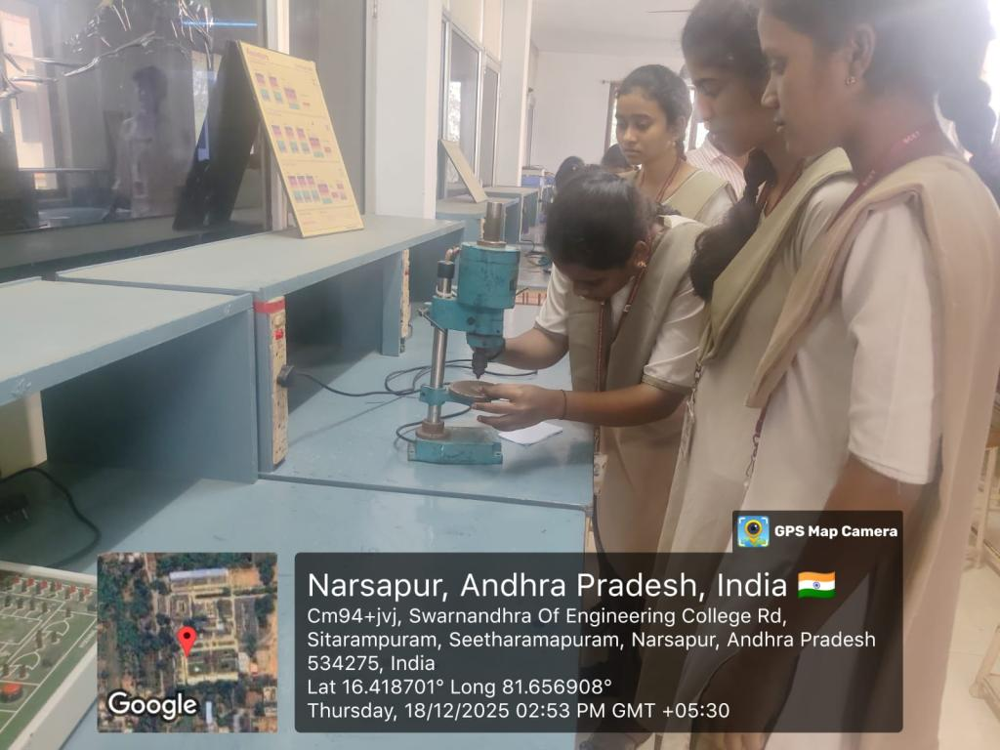 GPS Map Camera
Narsapur, Andhra Pradesh, India
Cm94+jvj, Swarnandhra Of Engineering College Rd,
Sitarampuram, Seetharamapuram, Narsapur, Andhra Pradesh
534275, India
Lat 16.418701° Long 81.656908°
Thursday, 18/12/2025 02:53 PM GMT +05:30
Google